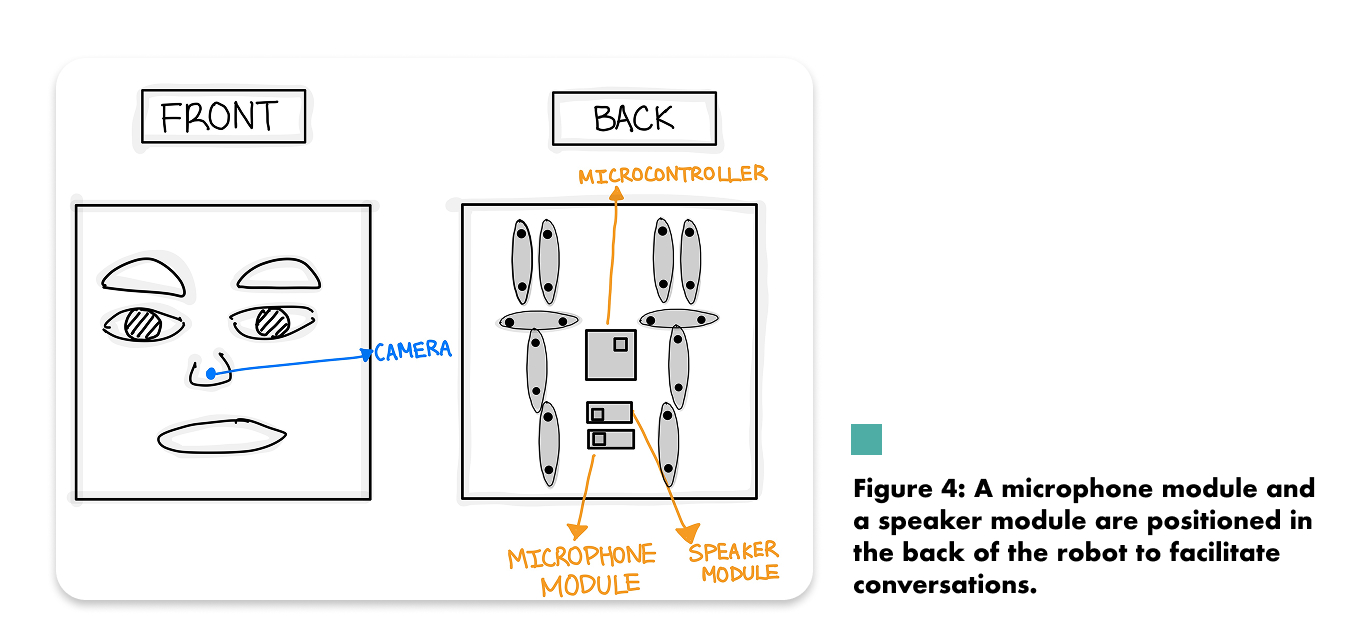 FRONT
BACK
MICROCONTROLLER
CAMERA
MICROPHONE
MODULE
SPEAKER
MODULE
Figure 4: A microphone module and
a speaker module are positioned in
the back of the robot to facilitate
conversations.